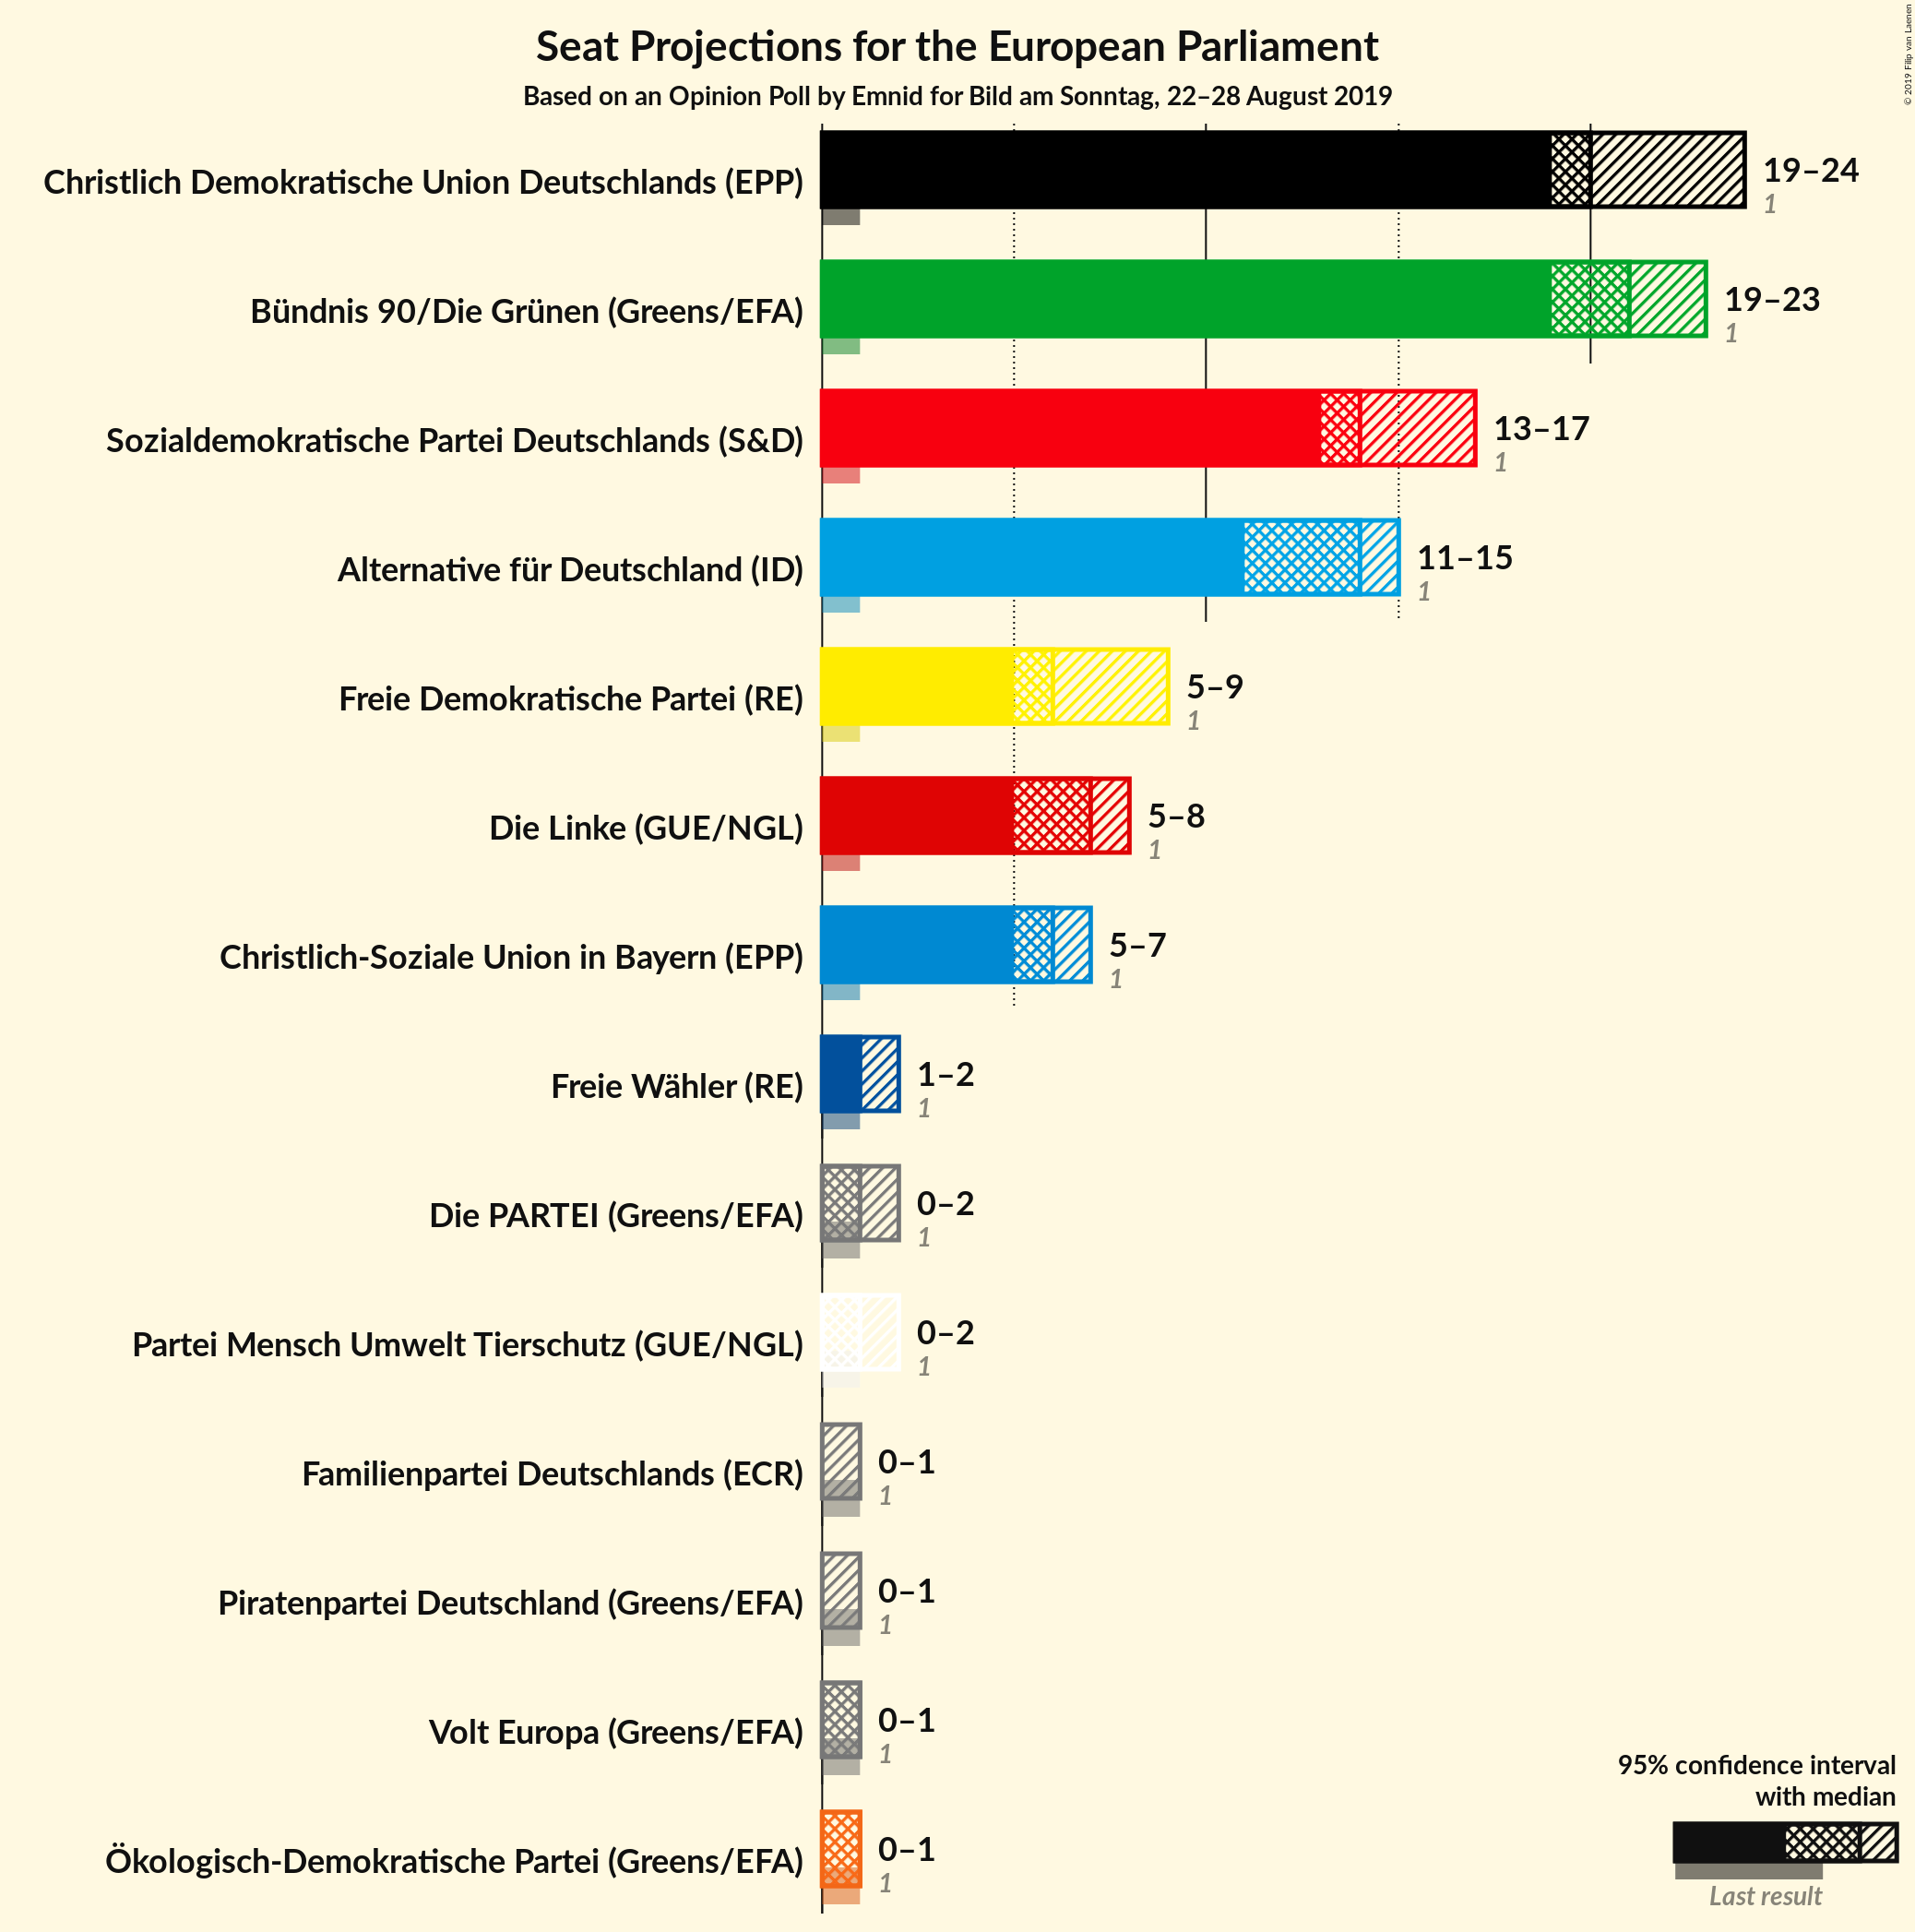 Seat Projections for the European Parliament
Based on an Opinion Poll by Emnid for Bild am Sonntag, 22–28 August 2019
© 2019 Filip van Laenen
Christlich Demokratische Union Deutschlands (EPP)
19–24
1
Bündnis 90/Die Grünen (Greens/EFA)
19–23
1
Sozialdemokratische Partei Deutschlands (S&D)
13–17
1
Alternative für Deutschland (ID)
11–15
1
Freie Demokratische Partei (RE)
5–9
1
Die Linke (GUE/NGL)
5–8
1
Christlich-Soziale Union in Bayern (EPP)
5–7
1
Freie Wähler (RE)
1–2
1
Die PARTEI (Greens/EFA)
0–2
1
Partei Mensch Umwelt Tierschutz (GUE/NGL)
0–2
1
Familienpartei Deutschlands (ECR)
0–1
1
Piratenpartei Deutschland (Greens/EFA)
0–1
1
Volt Europa (Greens/EFA)
0–1
1
Ökologisch-Demokratische Partei (Greens/EFA)
0–1
1
95% confidence interval
with median
Last result